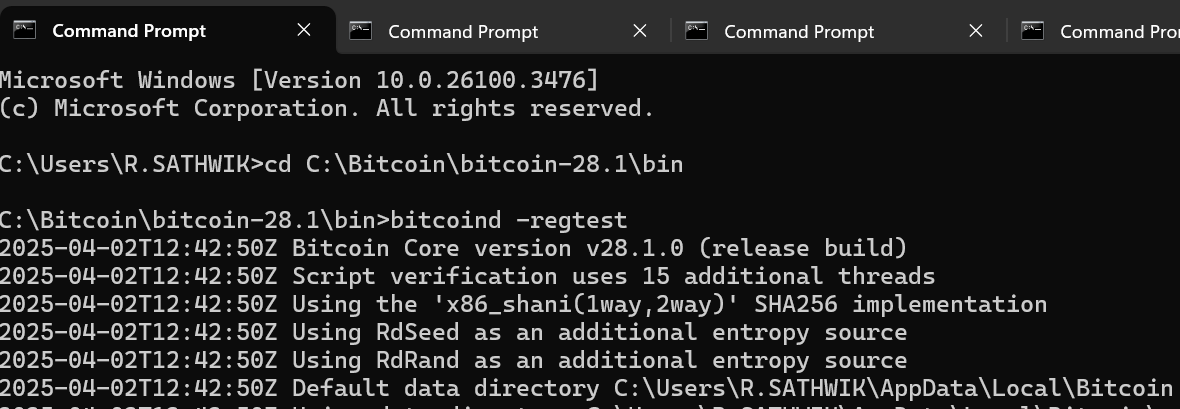 Command Prompt
Command Prompt
Command Prompt
Command
Microsoft Windows [Version 10.0.26100.3476]
(c) Microsoft Corporation. All rights reserved.
C:\Users\R.SATHWIK>cd C:\Bitcoin\bitcoin-28.1\bin
C:\Bitcoin\bitcoin-28.1\bin>bitcoind -regtest
2025-04-02T12:42:50Z Bitcoin Core version v28.1.0 (release build)
2025-04-02T12:42:50Z Script verification uses 15 additional threads
2025-04-02T12:42:50Z Using the 'x86_shani(1way,2way)' SHA256 implementation
2025-04-02T12:42:50Z Using RdSeed as an additional entropy source
2025-04-02T12:42:50Z Using RdRand as an additional entropy source
2025-04-02T12:42:50Z Default data directory C:\Users\R.SATHWIK\AppData\Local\Bitcoin